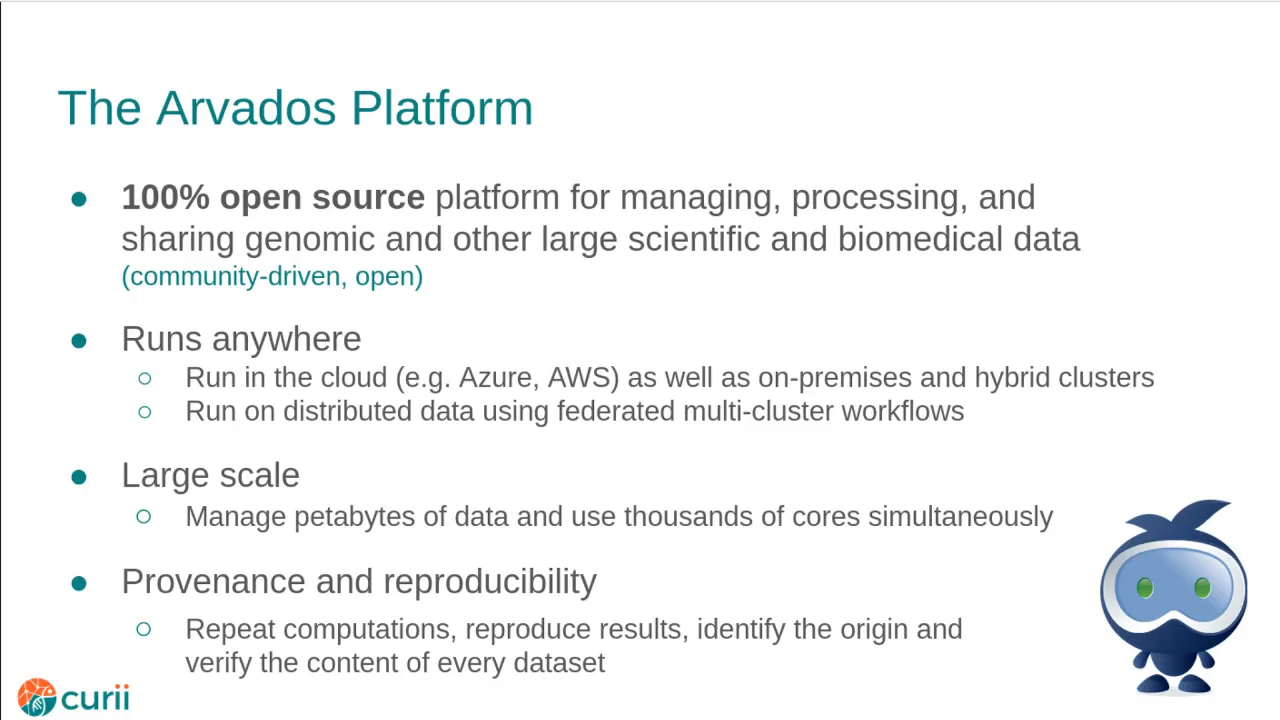 The Arvados Platform
● 100% open source platform for managing, processing, and
sharing genomic and other large scientific and biomedical data
(community-driven, open)
● Runs anywhere
○ Run in the cloud (e.g. Azure, AWS) as well as on-premises and hybrid clusters
○ Run on distributed data using federated multi-cluster workflows
● Large scale
○ Manage petabytes of data and use thousands of cores simultaneously
● Provenance and reproducibility
○ Repeat computations, reproduce results, identify the origin and
verify the content of every dataset
curii